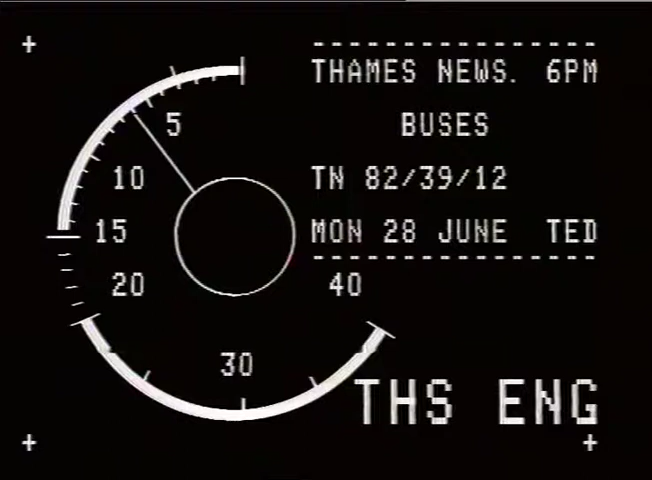 THAMES NEWS. 6PM
BUSES
TN 82/39/12
MON 28 JUNE TED
5
10
15
20
30
40
THS ENG